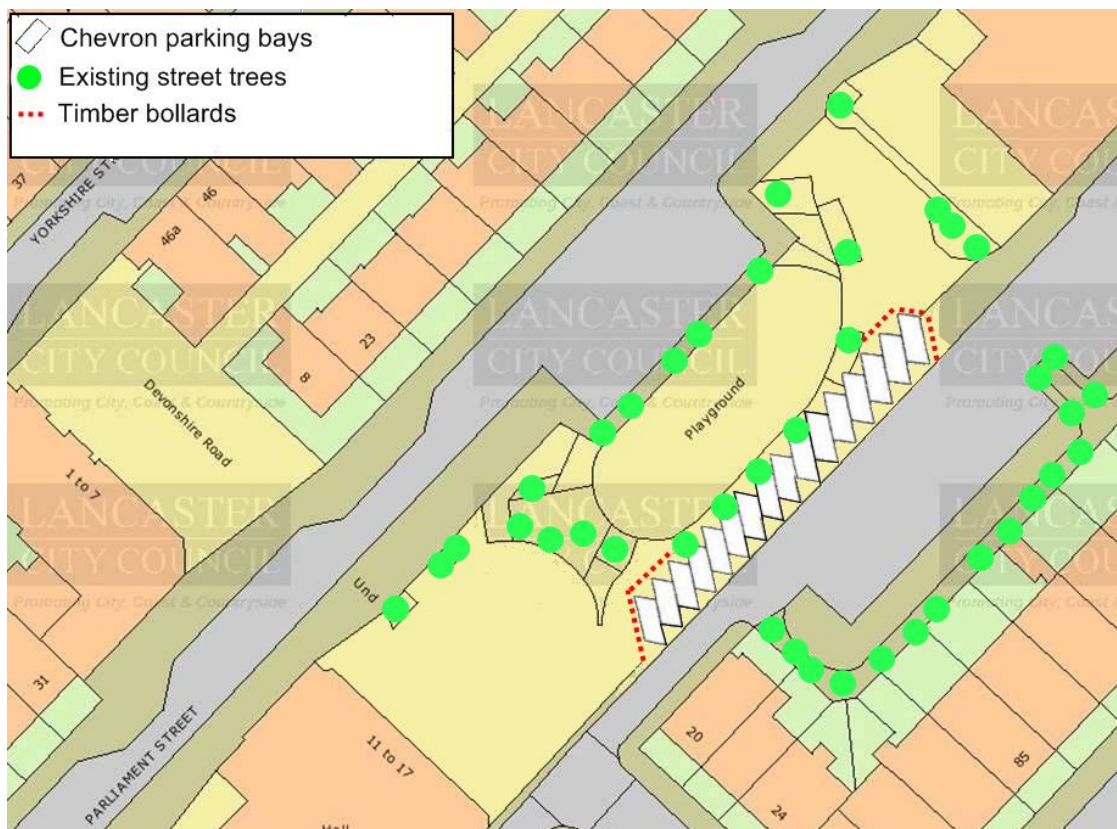 Chevron parking bays
Existing street trees
Timber bollards
LANCASTER
CITY COUNCIL
Promoting City, Coast & Countryside
37
YORKSHIRE
46
46a
23
8
Devonshire Road
1 to 7
Playground
Und
31
PARLIAMENT STREET
11 to 17
20
24
85